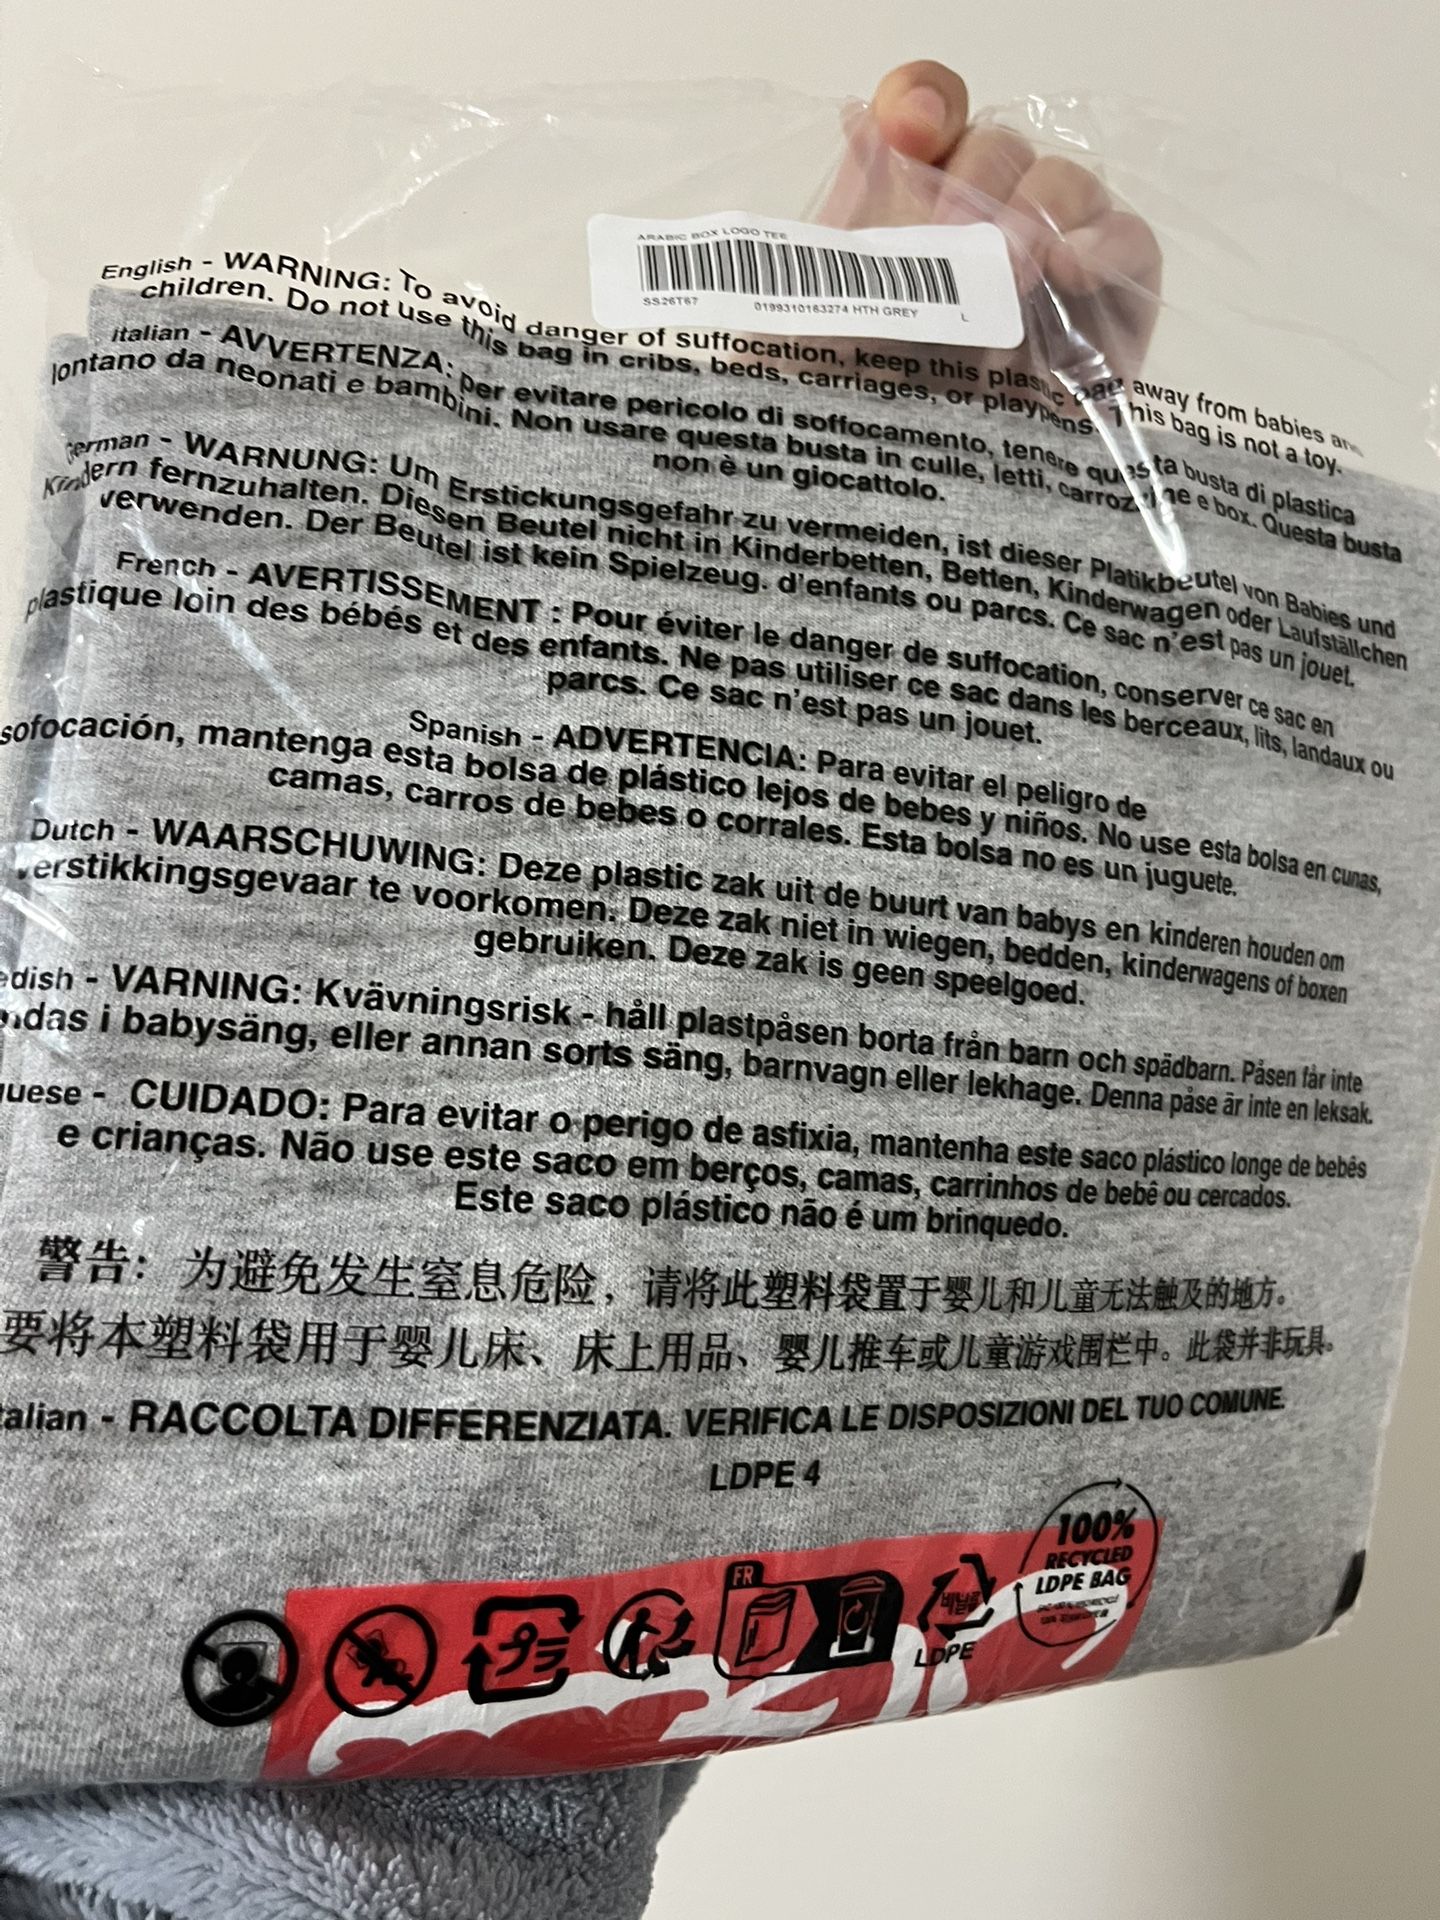 ARABIC BOX LOGO TEE
SS26T67 0199310163274 HTH GREY L
English - WARNING: To avoid danger of suffocation, keep this plastic bag away from babies and
children. Do not use this bag in cribs, beds, carriages, or playpens. This bag is not a toy.
Italian - AVVERTENZA: per evitare pericolo di soffocamento, tenere questa busta di plastica
lontano da neonati e bambini. Non usare questa busta in culle, letti, carrozzine e box. Questa busta
non è un giocattolo.
German - WARNUNG: Um Erstickungsgefahr zu vermeiden, ist dieser Platikbeutel von Babies und
Kindern fernzuhalten. Diesen Beutel nicht in Kinderbetten, Betten, Kinderwagen oder Laufställchen
verwenden. Der Beutel ist kein Spielzeug. d'enfants ou parcs. Ce sac n'est pas un jouet.
French - AVERTISSEMENT : Pour éviter le danger de suffocation, conserver ce sac en
plastique loin des bébés et des enfants. Ne pas utiliser ce sac dans les berceaux, lits, landaux ou
parcs. Ce sac n'est pas un jouet.
Spanish - ADVERTENCIA: Para evitar el peligro de
sofocación, mantenga esta bolsa de plástico lejos de bebes y niños. No use esta bolsa en cunas,
camas, carros de bebes o corrales. Esta bolsa no es un juguete.
Dutch - WAARSCHUWING: Deze plastic zak uit de buurt van babys en kinderen houden om
verstikkingsgevaar te voorkomen. Deze zak niet in wiegen, bedden, kinderwagens of boxen
gebruiken. Deze zak is geen speelgoed.
edish - VARNING: Kvävningsrisk - håll plastpåsen borta från barn och spädbarn. Påsen får inte
ndas i babysäng, eller annan sorts säng, barnvagn eller lekhage. Denna påse är inte en leksak.
guese - CUIDADO: Para evitar o perigo de asfixia, mantenha este saco plástico longe de bebês
e crianças. Não use este saco em berços, camas, carrinhos de bebê ou cercados.
Este saco plástico não é um brinquedo.
警告：为避免发生窒息危险，请将此塑料袋置于婴儿和儿童无法触及的地方。
要将本塑料袋用于婴儿床、床上用品、婴儿推车或儿童游戏围栏中。此袋并非玩具。
talian - RACCOLTA DIFFERENZIATA. VERIFICA LE DISPOSIZIONI DEL TUO COMUNE.
LDPE 4
プラ
FR
비닐류
LDPE
100%
RECYCLED
LDPE BAG